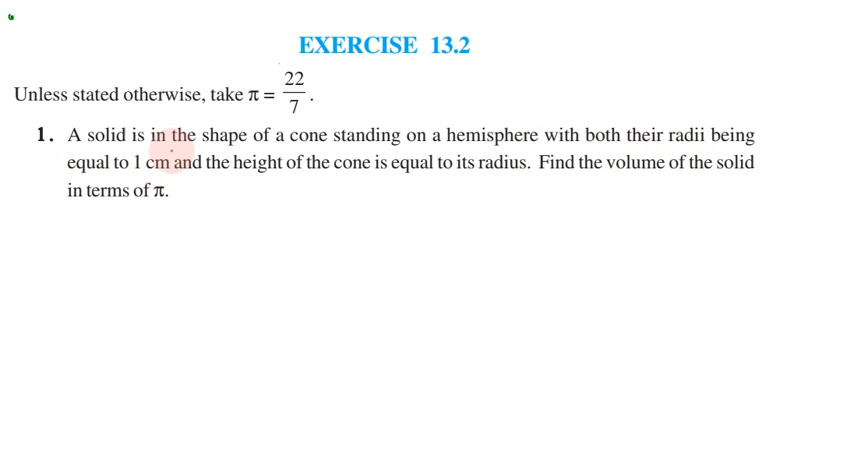 EXERCISE 13.2
Unless stated otherwise, take π = 22/7 .
1. A solid is in the shape of a cone standing on a hemisphere with both their radii being
equal to 1 cm and the height of the cone is equal to its radius. Find the volume of the solid
in terms of π.